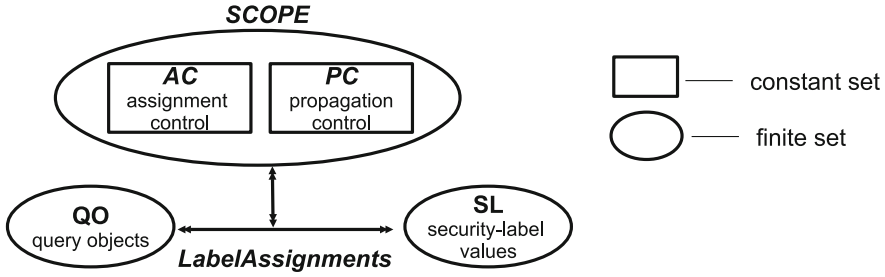 SCOPE
AC
assignment
control
PC
propagation
control
constant set
finite set
QO
query objects
SL
security-label
values
LabelAssignments